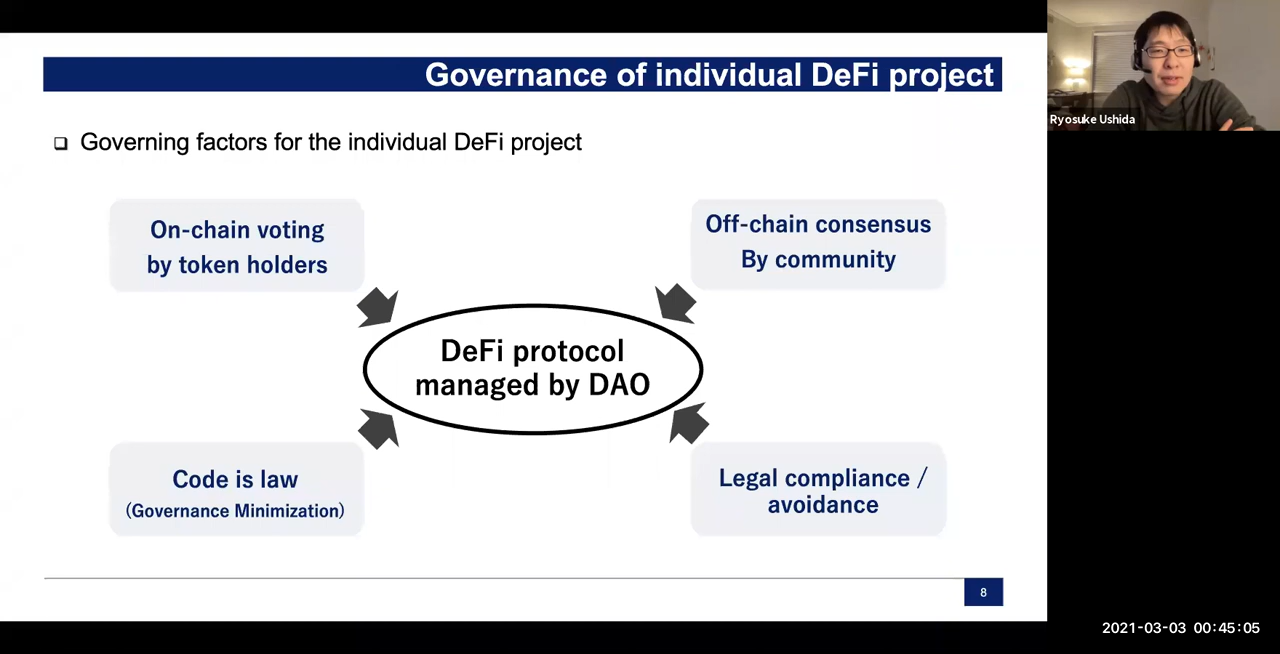 Governance of individual DeFi project
Governing factors for the individual DeFi project
On-chain voting
by token holders
Off-chain consensus
By community
DeFi protocol
managed by DAO
Code is law
(Governance Minimization)
Legal compliance /
avoidance
8
Ryosuke Ushida
2021-03-03 00:45:05